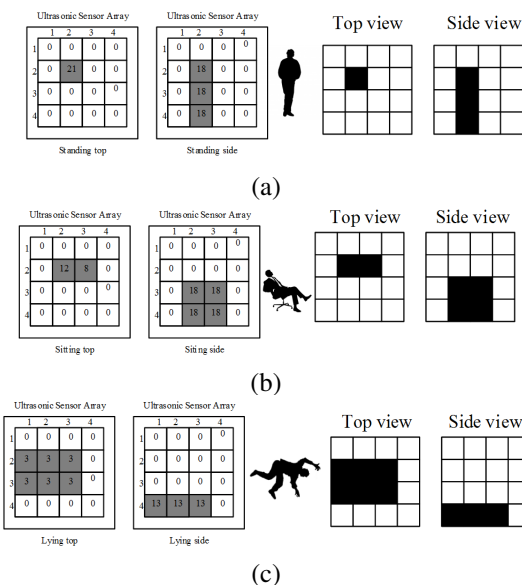 Ultrasonic Sensor Array
1 2 3 4
1 0 0 0 0
2 0 21 0 0
3 0 0 0 0
4 0 0 0 0
Standing top
Ultrasonic Sensor Array
1 2 3 4
1 0 0 0 0
2 0 18 0 0
3 0 18 0 0
4 0 18 0 0
Standing side
Top view
Side view
(a)
Ultrasonic Sensor Array
1 2 3 4
1 0 0 0 0
2 0 12 8 0
3 0 0 0 0
4 0 0 0 0
Sitting top
Ultrasonic Sensor Array
1 2 3 4
1 0 0 0 0
2 0 0 0 0
3 0 18 18 0
4 0 18 18 0
Siting side
Top view
Side view
(b)
Ultrasonic Sensor Array
1 2 3 4
1 0 0 0 0
2 3 3 3 0
3 3 3 3 0
4 0 0 0 0
Lying top
Ultrasonic Sensor Array
1 2 3 4
1 0 0 0 0
2 0 0 0 0
3 0 0 0 0
4 13 13 13 0
Lying side
Top view
Side view
(c)